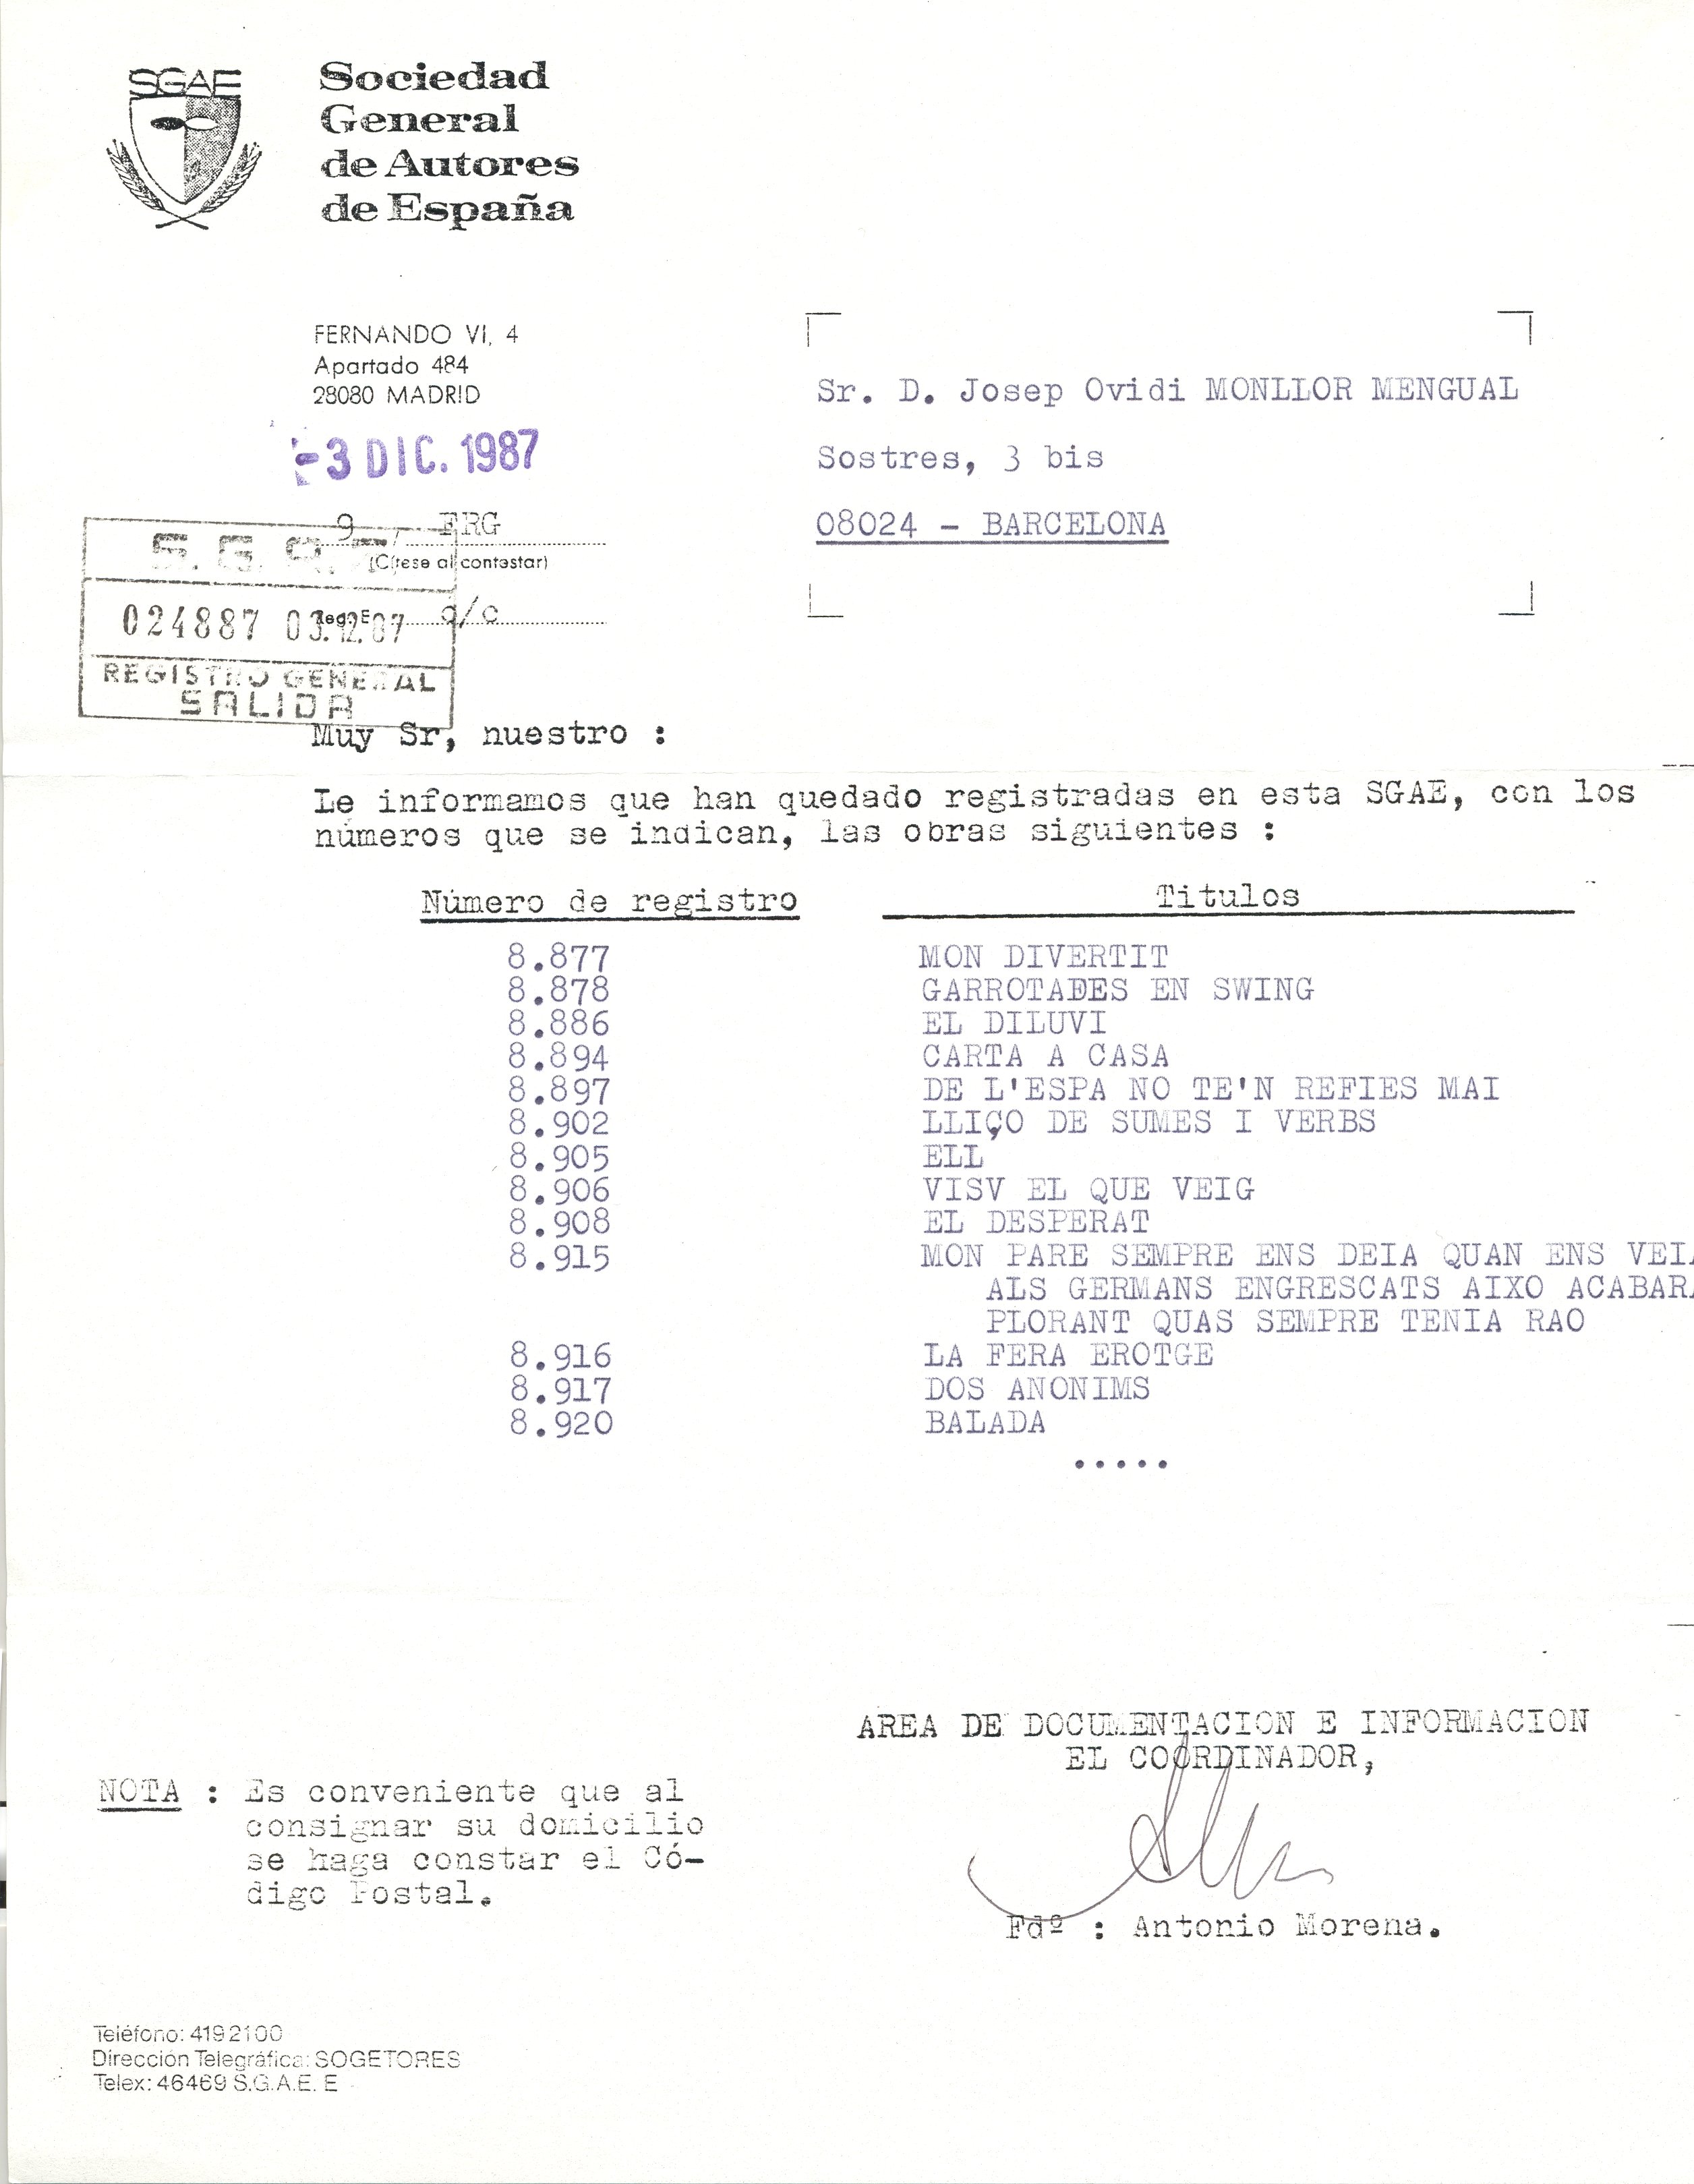 SGAE
Sociedad
General
de Autores
de España
FERNANDO VI, 4
Apartado 484
28080 MADRID
-3 DIC. 1987
Sr. D. Josep Ovidi MONLLOR MENGUAL
Sostres, 3 bis
08024 - BARCELONA
9 , ERG
(Cítese al contestar)
S. G. A. E.
024887 03.12.87
d/c
REGISTRO GENERAL
SALIDA
Muy Sr, nuestro :
Le informamos que han quedado registradas en esta SGAE, con los
números que se indican, las obras siguientes :
Número de registro Titulos
8.877 MON DIVERTIT
8.878 GARROTADES EN SWING
8.886 EL DILUVI
8.894 CARTA A CASA
8.897 DE L'ESPA NO TE'N REFIES MAI
8.902 LLIÇO DE SUMES I VERBS
8.905 ELL
8.906 VISV EL QUE VEIG
8.908 EL DESPERAT
8.915 MON PARE SEMPRE ENS DEIA QUAN ENS VEIA
ALS GERMANS ENGRESCATS AIXO ACABARA
PLORANT QUAS SEMPRE TENIA RAO
8.916 LA FERA EROTGE
8.917 DOS ANONIMS
8.920 BALADA
.....
AREA DE DOCUMENTACION E INFORMACION
EL COORDINADOR,
NOTA : Es conveniente que al
consignar su domicilio
se haga constar el Có-
digo Postal.
Fdº : Antonio Morena.
Teléfono: 419 21 00
Dirección Telegráfica: SOGETORES
Telex: 46469 S.G.A.E. E